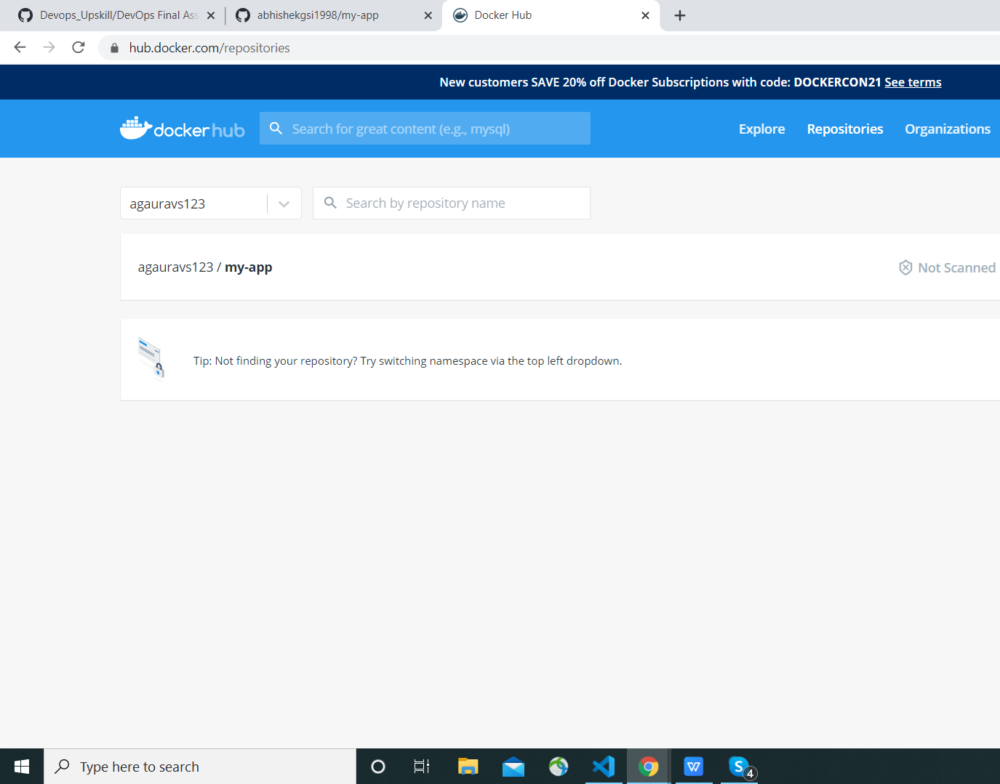 Devops_Upskill/DevOps Final Ass
abhishekgsi1998/my-app
Docker Hub
hub.docker.com/repositories
New customers SAVE 20% off Docker Subscriptions with code: DOCKERCON21 See terms
docker hub
Search for great content (e.g., mysql)
Explore
Repositories
Organizations
agauravs123
Search by repository name
agauravs123 / my-app
Not Scanned
Tip: Not finding your repository? Try switching namespace via the top left dropdown.
Type here to search
W
S
4